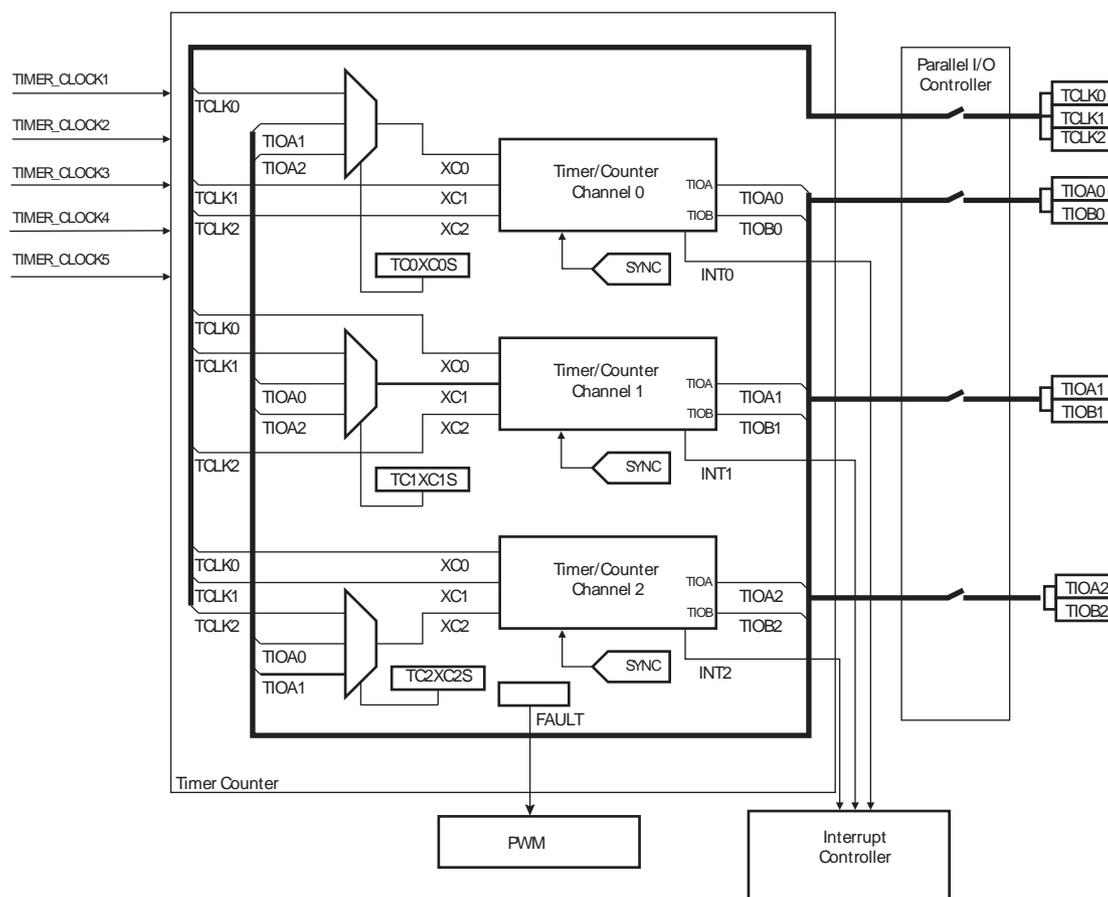 TIMER_CLOCK1
TIMER_CLOCK2
TIMER_CLOCK3
TIMER_CLOCK4
TIMER_CLOCK5
TCLK0
TIOA1
TIOA2
TCLK1
TCLK2
XC0
XC1
XC2
TC0XC0S
Timer/Counter
Channel 0
TIOA
TIOB
TIOA0
TIOB0
SYNC
INT0
TCLK0
TCLK1
TIOA0
TIOA2
TCLK2
XC0
XC1
XC2
TC1XC1S
Timer/Counter
Channel 1
TIOA
TIOB
TIOA1
TIOB1
SYNC
INT1
TCLK0
TCLK1
TCLK2
TIOA0
TIOA1
XC0
XC1
XC2
TC2XC2S
Timer/Counter
Channel 2
TIOA
TIOB
TIOA2
TIOB2
SYNC
INT2
FAULT
Timer Counter
PWM
Interrupt
Controller
Parallel I/O
Controller
TCLK0
TCLK1
TCLK2
TIOA0
TIOB0
TIOA1
TIOB1
TIOA2
TIOB2